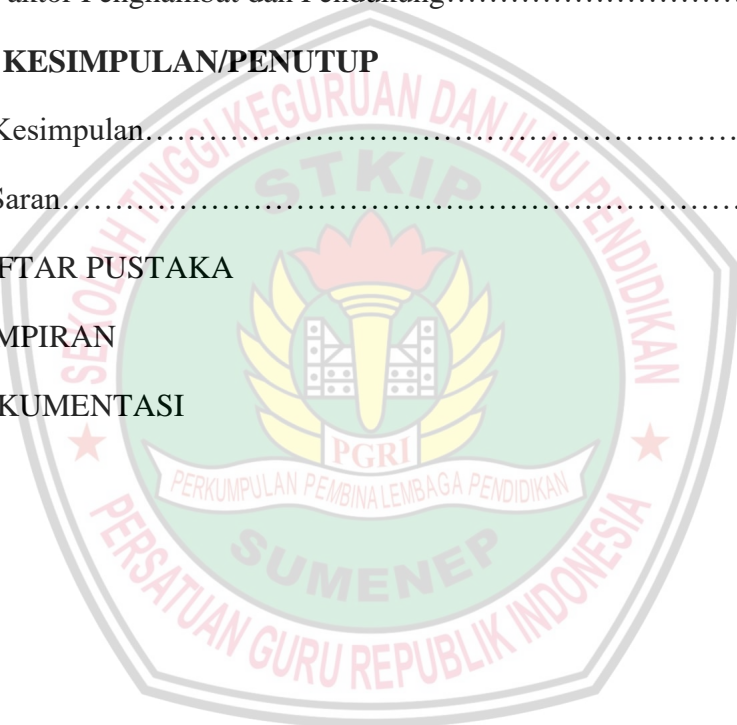 aktor Penghambat dan Pendukung……………………………
KESIMPULAN/PENUTUP
Kesimpulan……………………………………………………
Saran……………………………………………………………
FTAR PUSTAKA
MPIRAN
KUMENTASI
SEKOLAH TINGGI KEGURUAN DAN ILMU PENDIDIKAN
STKIP
PGRI
PERKUMPULAN PEMBINA LEMBAGA PENDIDIKAN
SUMENEP
PERSATUAN GURU REPUBLIK INDONESIA